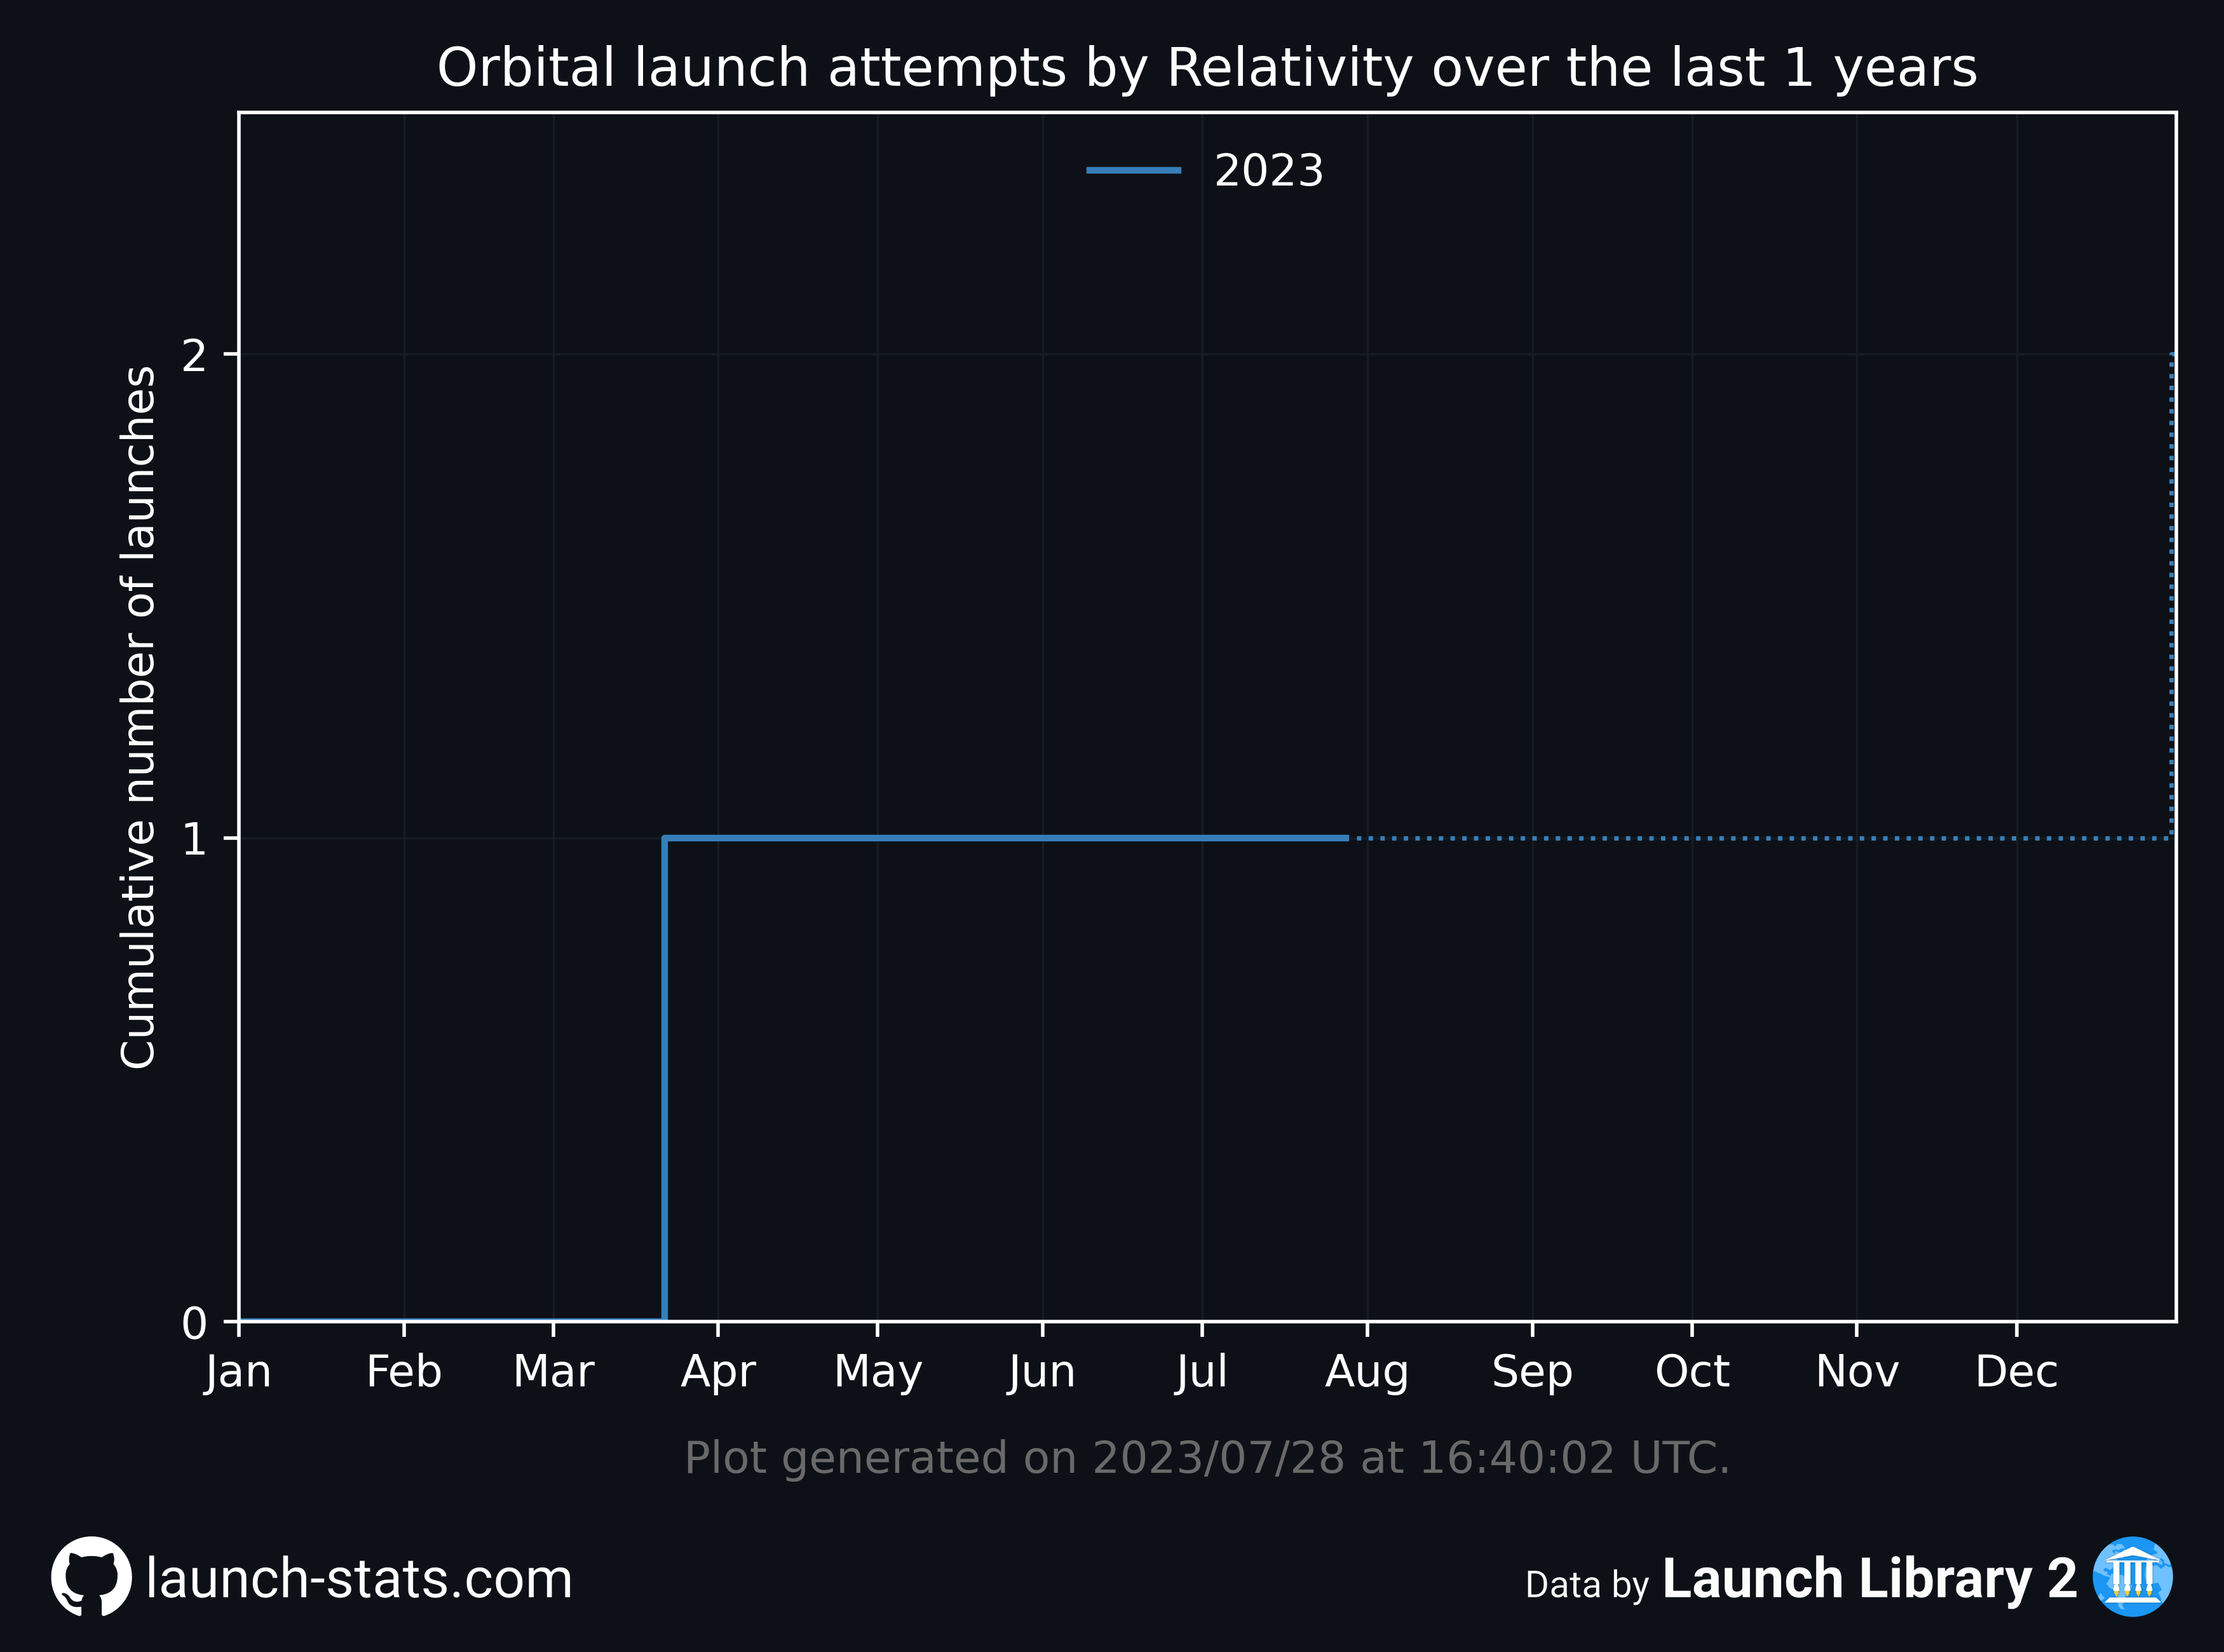 Orbital launch attempts by Relativity over the last 1 years
2023
Cumulative number of launches
2
1
0
Jan Feb Mar Apr May Jun Jul Aug Sep Oct Nov Dec
Plot generated on 2023/07/28 at 16:40:02 UTC.
launch-stats.com
Data by Launch Library 2